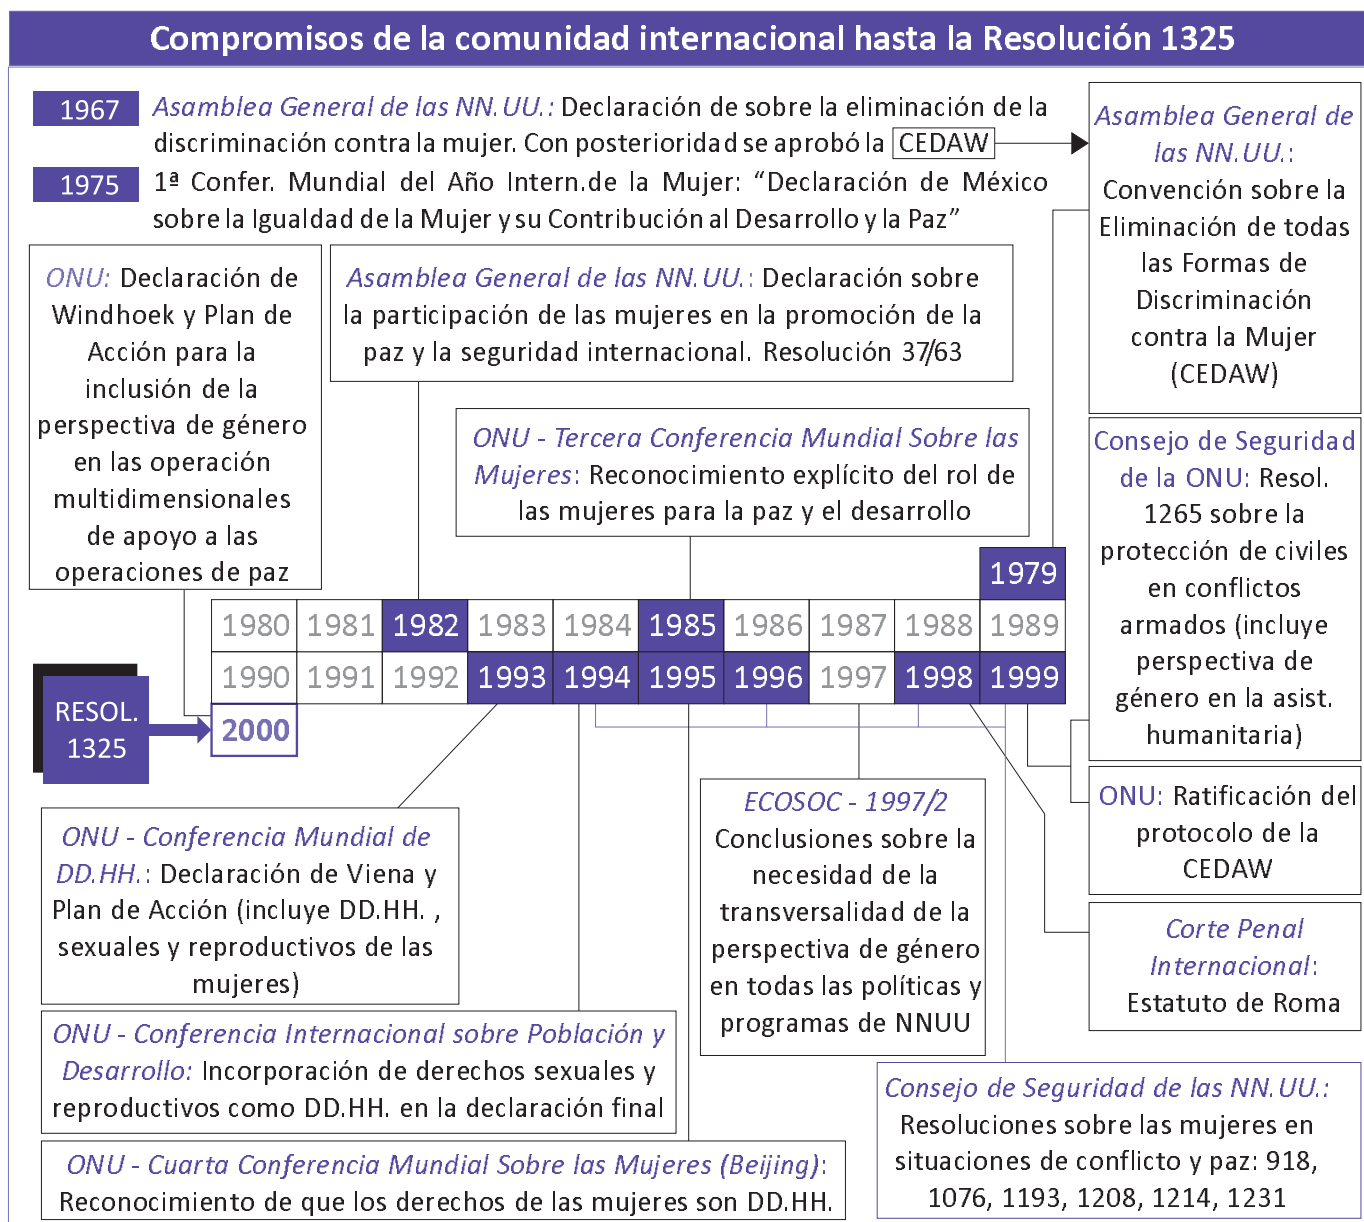 Compromisos de la comunidad internacional hasta la Resolución 1325
1967
Asamblea General de las NN.UU.: Declaración de sobre la eliminación de la
discriminación contra la mujer. Con posterioridad se aprobó la CEDAW
1975
1ª Confer. Mundial del Año Intern.de la Mujer: “Declaración de México
sobre la Igualdad de la Mujer y su Contribución al Desarrollo y la Paz”
Asamblea General de
las NN.UU.:
Convención sobre la
Eliminación de todas
las Formas de
Discriminación
contra la Mujer
(CEDAW)
ONU: Declaración de
Windhoek y Plan de
Acción para la
inclusión de la
perspectiva de género
en las operación
multidimensionales
de apoyo a las
operaciones de paz
Asamblea General de las NN.UU.: Declaración sobre
la participación de las mujeres en la promoción de la
paz y la seguridad internacional. Resolución 37/63
ONU - Tercera Conferencia Mundial Sobre las
Mujeres: Reconocimiento explícito del rol de
las mujeres para la paz y el desarrollo
Consejo de Seguridad
de la ONU: Resol.
1265 sobre la
protección de civiles
en conflictos
armados (incluye
perspectiva de
género en la asist.
humanitaria)
1979
1980 1981 1982 1983 1984 1985 1986 1987 1988 1989
1990 1991 1992 1993 1994 1995 1996 1997 1998 1999
RESOL.
1325
2000
ONU: Ratificación del
protocolo de la
CEDAW
ONU - Conferencia Mundial de
DD.HH.: Declaración de Viena y
Plan de Acción (incluye DD.HH. ,
sexuales y reproductivos de las
mujeres)
ECOSOC - 1997/2
Conclusiones sobre la
necesidad de la
transversalidad de la
perspectiva de género
en todas las políticas y
programas de NNUU
Corte Penal
Internacional:
Estatuto de Roma
ONU - Conferencia Internacional sobre Población y
Desarrollo: Incorporación de derechos sexuales y
reproductivos como DD.HH. en la declaración final
Consejo de Seguridad de las NN.UU.:
Resoluciones sobre las mujeres en
situaciones de conflicto y paz: 918,
1076, 1193, 1208, 1214, 1231
ONU - Cuarta Conferencia Mundial Sobre las Mujeres (Beijing):
Reconocimiento de que los derechos de las mujeres son DD.HH.